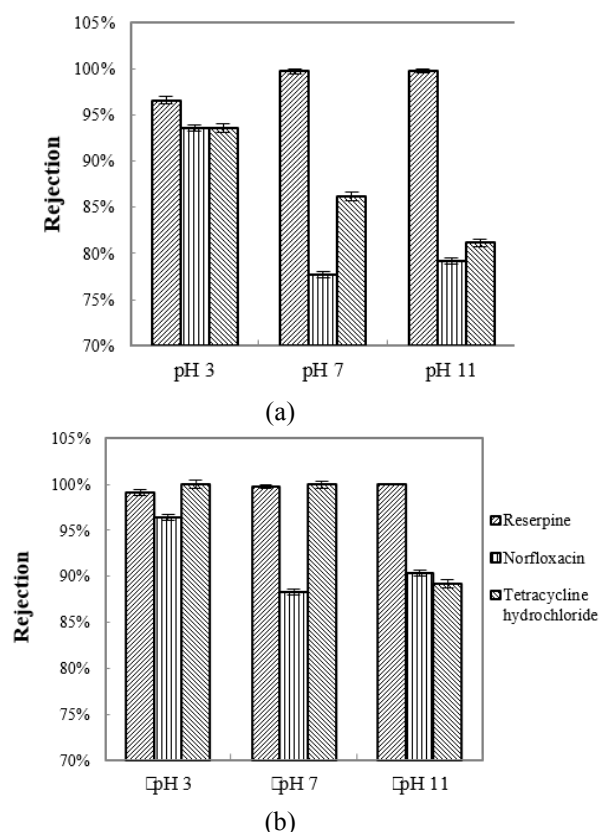 105%
100%
95%
90%
85%
80%
75%
70%
Rejection
pH 3 pH 7 pH 11
(a)
105%
100%
95%
90%
85%
80%
75%
70%
Rejection
Reserpine
Norfloxacin
Tetracycline
hydrochloride
pH 3 pH 7 pH 11
(b)